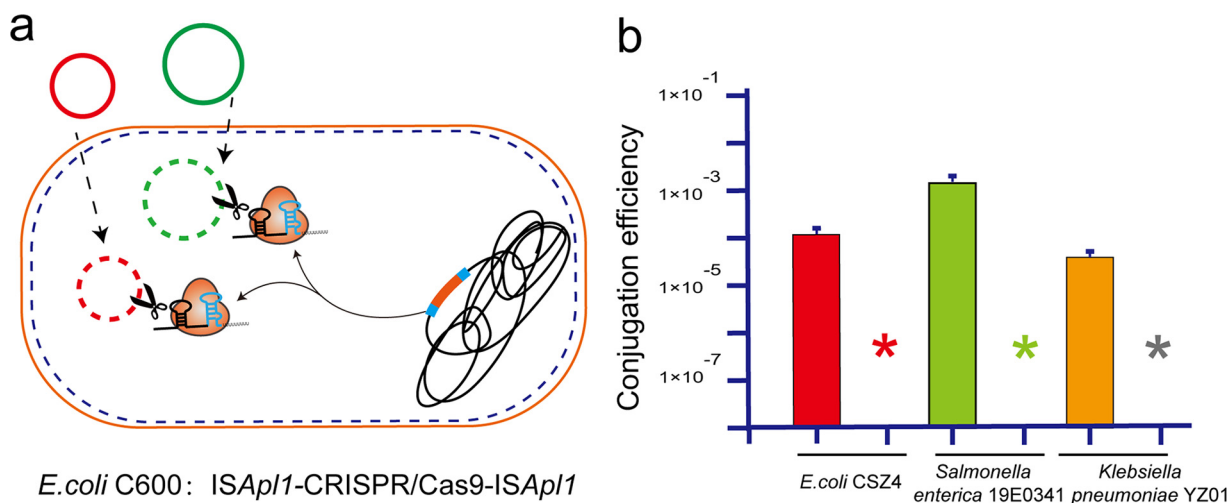 a
E.coli C600: ISApl1-CRISPR/Cas9-ISApl1
b
Conjugation efficiency
1×10⁻¹
1×10⁻³
1×10⁻⁵
1×10⁻⁷
*
*
*
E.coli CSZ4
Salmonella
enterica 19E0341
Klebsiella
pneumoniae YZ01